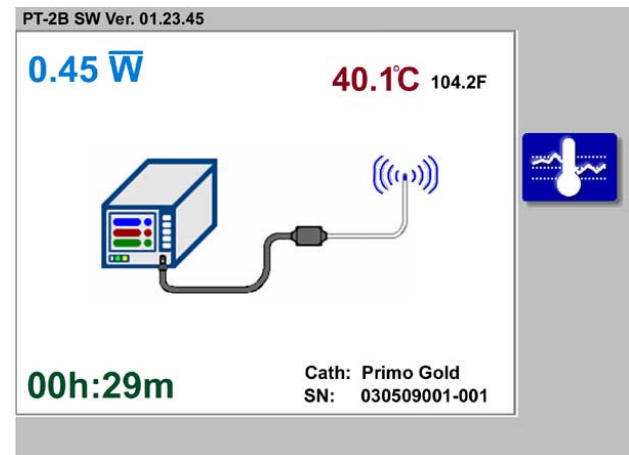 PT-2B SW Ver. 01.23.45
0.45 W̅
40.1°C 104.2F
00h:29m
Cath: Primo Gold
SN: 030509001-001